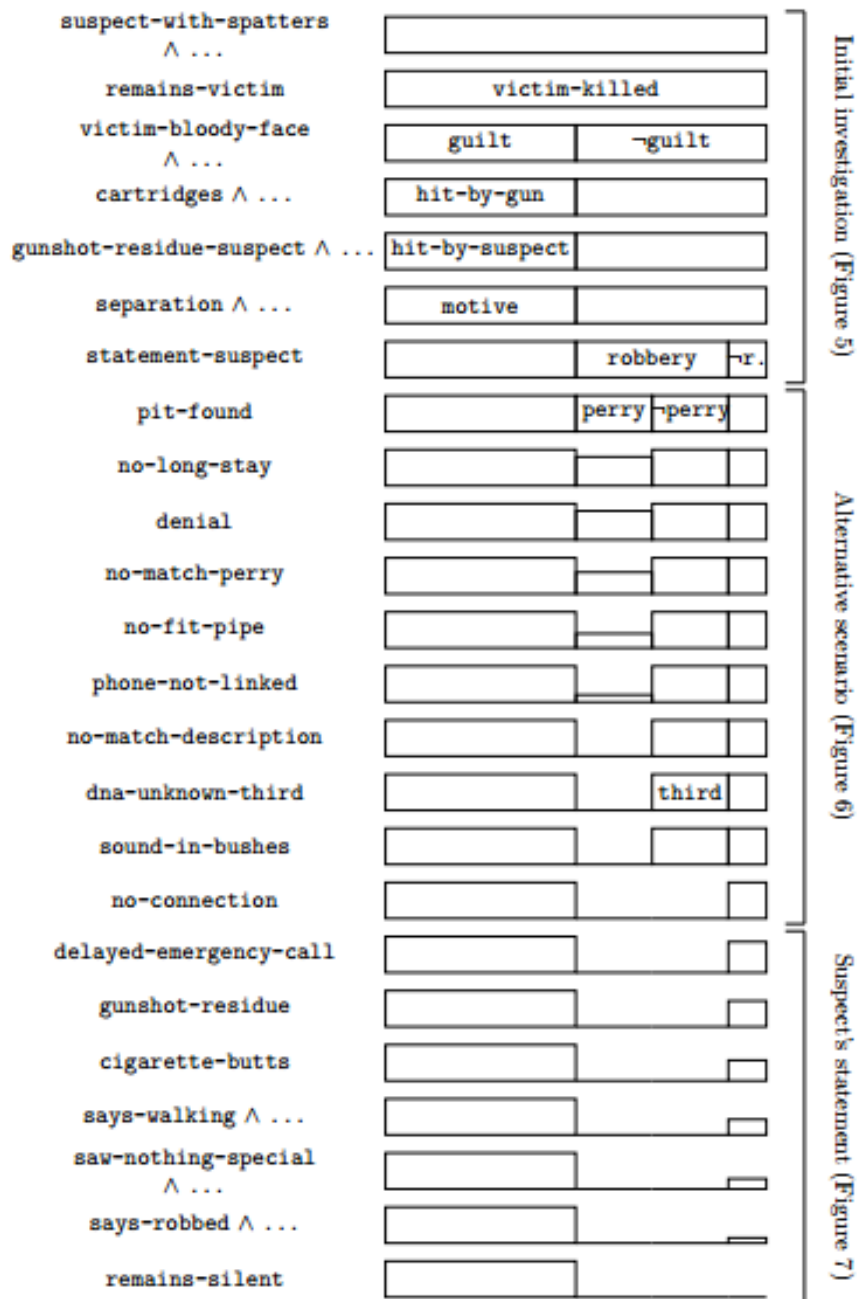 suspect-with-spatters
∧ ...
remains-victim
victim-killed
victim-bloody-face
∧ ...
guilt
¬guilt
cartridges ∧ ...
hit-by-gun
gunshot-residue-suspect ∧ ...
hit-by-suspect
separation ∧ ...
motive
statement-suspect
robbery
¬r.
Initial investigation (Figure 5)
pit-found
perry
¬perry
no-long-stay
denial
no-match-perry
no-fit-pipe
phone-not-linked
no-match-description
dna-unknown-third
third
sound-in-bushes
no-connection
Alternative scenario (Figure 6)
delayed-emergency-call
gunshot-residue
cigarette-butts
says-walking ∧ ...
saw-nothing-special
∧ ...
says-robbed ∧ ...
remains-silent
Suspect's statement (Figure 7)